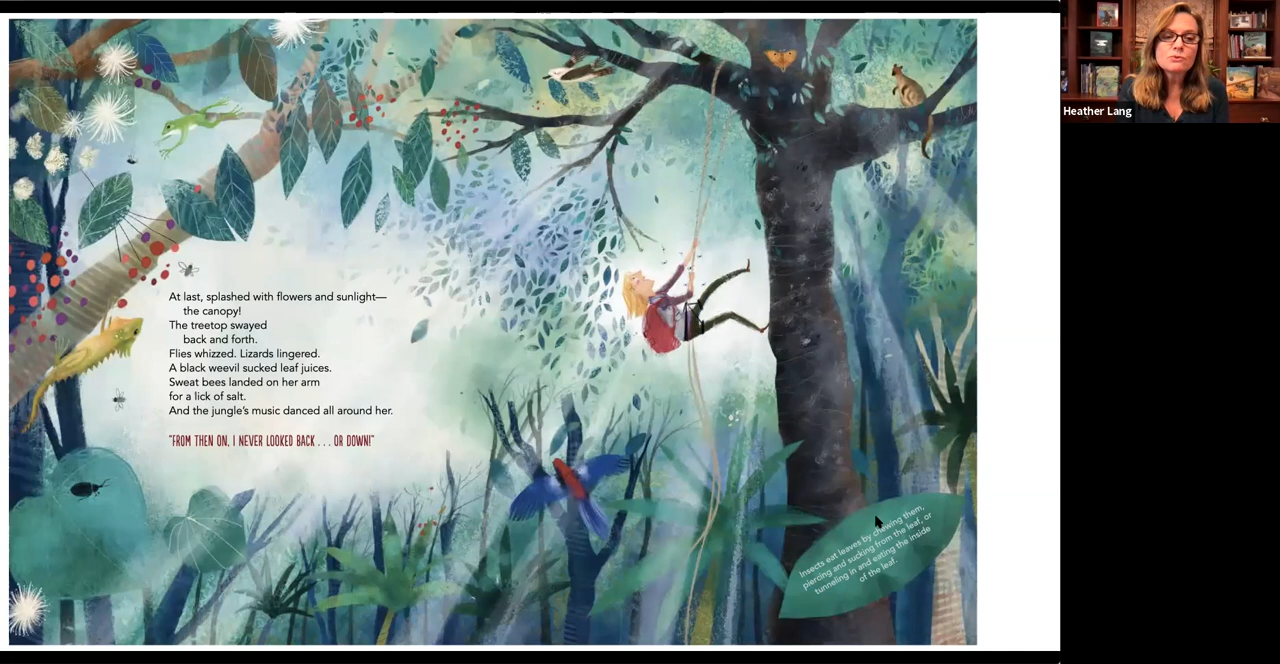 At last, splashed with flowers and sunlight—
the canopy!
The treetop swayed
back and forth.
Flies whizzed. Lizards lingered.
A black weevil sucked leaf juices.
Sweat bees landed on her arm
for a lick of salt.
And the jungle's music danced all around her.
"FROM THEN ON, I NEVER LOOKED BACK . . . OR DOWN!"
Insects eat leaves by chewing them,
piercing and sucking from the leaf, or
tunneling in and eating the inside
of the leaf.
Heather Lang